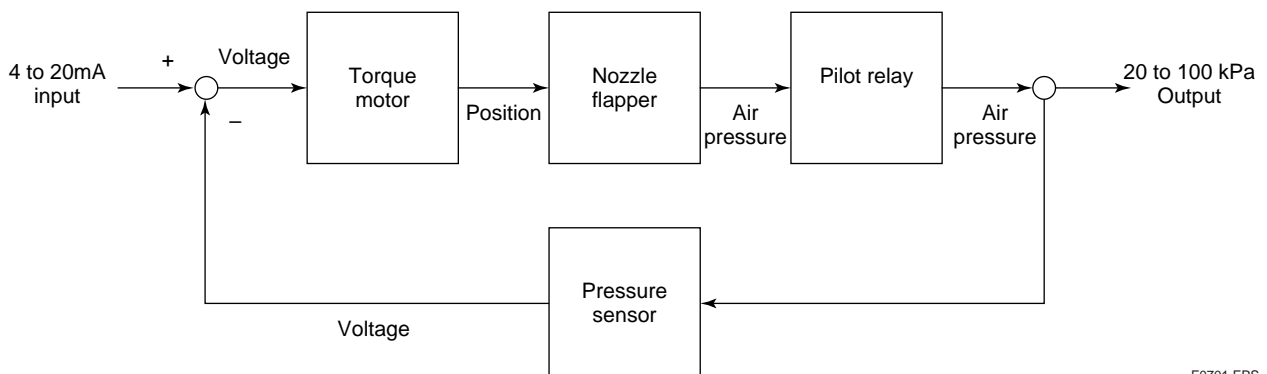 4 to 20mA
input
+
–
Voltage
Torque
motor
Position
Nozzle
flapper
Air
pressure
Pilot relay
Air
pressure
20 to 100 kPa
Output
Pressure
sensor
Voltage